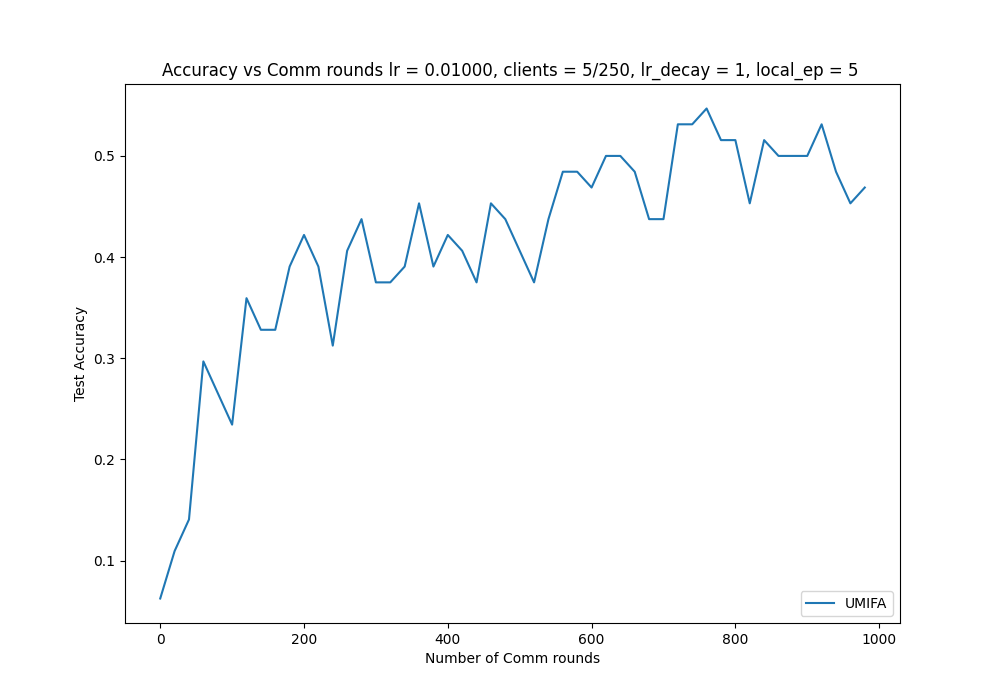 Accuracy vs Comm rounds lr = 0.01000, clients = 5/250, lr_decay = 1, local_ep = 5
Test Accuracy
0.5
0.4
0.3
0.2
0.1
UMIFA
0 200 400 600 800 1000
Number of Comm rounds